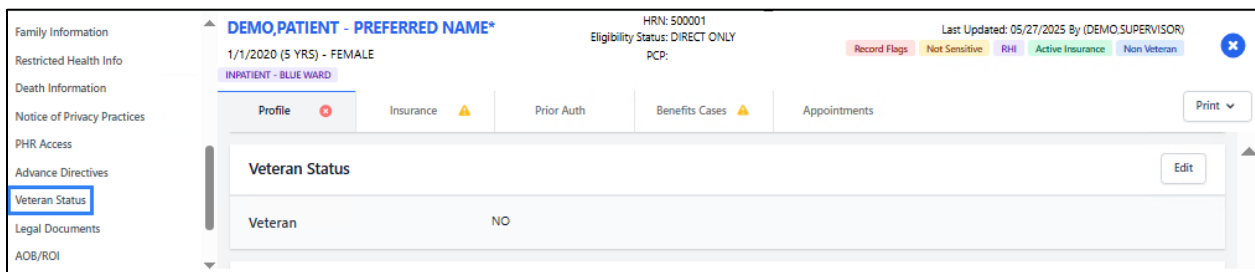 Family Information
Restricted Health Info
Death Information
Notice of Privacy Practices
PHR Access
Advance Directives
Veteran Status
Legal Documents
AOB/ROI
DEMO,PATIENT - PREFERRED NAME*
1/1/2020 (5 YRS) - FEMALE
INPATIENT - BLUE WARD
HRN: 500001
Eligibility Status: DIRECT ONLY
PCP:
Last Updated: 05/27/2025 By (DEMO,SUPERVISOR)
Record Flags Not Sensitive RHI Active Insurance Non Veteran
Profile Insurance Prior Auth Benefits Cases Appointments Print
Veteran Status Edit
Veteran NO